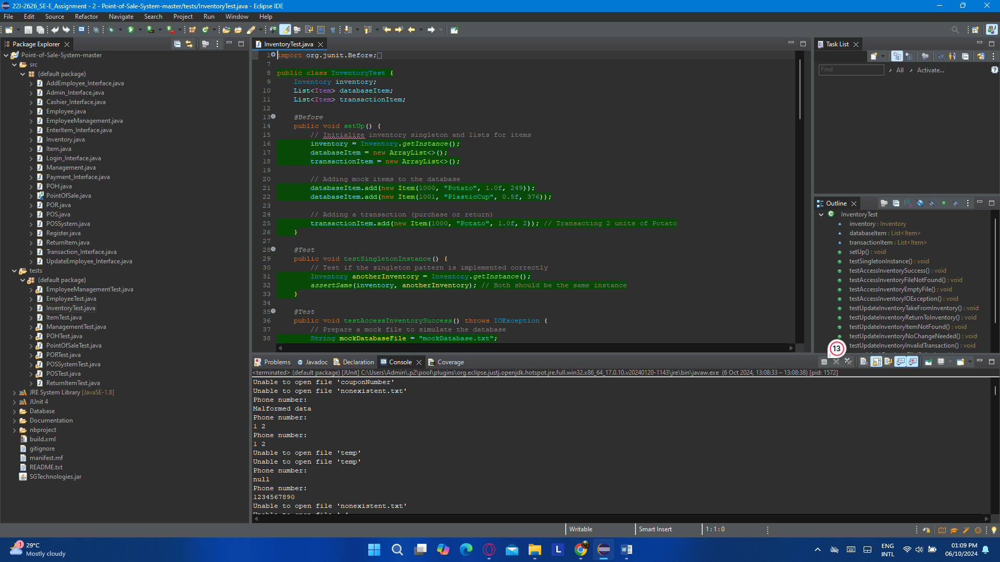 22I-2626_SE-E_Assignment - 2 - Point-of-Sale-System-master/tests/InventoryTest.java - Eclipse IDE
File Edit Source Refactor Navigate Search Project Run Window Help
Package Explorer
Point-of-Sale-System-master
src
(default package)
AddEmployee_Interface.java
Admin_Interface.java
Cashier_Interface.java
Employee.java
EmployeeManagement.java
EnterItem_Interface.java
Inventory.java
Item.java
Login_Interface.java
Management.java
Payment_Interface.java
POH.java
PointOfSale.java
POR.java
POS.java
POSSystem.java
Register.java
ReturnItem.java
Transaction_Interface.java
UpdateEmployee_Interface.java
tests
(default package)
EmployeeManagementTest.java
EmployeeTest.java
InventoryTest.java
ItemTest.java
ManagementTest.java
POHTest.java
PointOfSaleTest.java
PORTest.java
POSSystemTest.java
POSTest.java
ReturnItemTest.java
JRE System Library [JavaSE-1.8]
JUnit 4
Database
Documentation
nbproject
build.xml
gitignore
manifest.mf
README.txt
SGTechnologies.jar
InventoryTest.java
1 import org.junit.Before;
7
8 public class InventoryTest {
9 Inventory inventory;
10 List<Item> databaseItem;
11 List<Item> transactionItem;
12
13 @Before
14 public void setUp() {
15 // Initialize inventory singleton and lists for items
16 inventory = Inventory.getInstance();
17 databaseItem = new ArrayList<>();
18 transactionItem = new ArrayList<>();
19
20 // Adding mock items to the database
21 databaseItem.add(new Item(1000, "Potato", 1.0f, 249));
22 databaseItem.add(new Item(1001, "PlasticCup", 0.5f, 376));
23
24 // Adding a transaction (purchase or return)
25 transactionItem.add(new Item(1000, "Potato", 1.0f, 2)); // Transacting 2 units of Potato
26 }
27
28 @Test
29 public void testSingletonInstance() {
30 // Test if the singleton pattern is implemented correctly
31 Inventory anotherInventory = Inventory.getInstance();
32 assertSame(inventory, anotherInventory); // Both should be the same instance
33 }
34
35 @Test
36 public void testAccessInventorySuccess() throws IOException {
37 // Prepare a mock file to simulate the database
38 String mockDatabaseFile = "mockDatabase.txt";
Task List
Find
All
Activate...
Outline
InventoryTest
inventory : Inventory
databaseItem : List<Item>
transactionItem : List<Item>
setUp() : void
testSingletonInstance() : void
testAccessInventorySuccess() : void
testAccessInventoryFileNotFound() : void
testAccessInventoryEmptyFile() : void
testAccessInventoryIOException() : void
testUpdateInventoryTakeFromInventory() : void
testUpdateInventoryReturnToInventory() : void
testUpdateInventoryItemNotFound() : void
testUpdateInventoryNoChangeNeeded() : void
testUpdateInventoryInvalidTransaction() : void
13
Problems Javadoc Declaration Console Coverage
<terminated> (default package) [JUnit] C:\Users\Admin\.p2\pool\plugins\org.eclipse.justj.openjdk.hotspot.jre.full.win32.x86_64_17.0.10.v20240120-1143\jre\bin\javaw.exe (6 Oct 2024, 13:08:33 – 13:08:38) [pid: 1572]
Unable to open file 'couponNumber'
Unable to open file 'nonexistent.txt'
Phone number:
Malformed data
Phone number:
1 2
Phone number:
1 2
Unable to open file 'temp'
Unable to open file 'temp'
Phone number:
null
Phone number:
1234567890
Unable to open file 'nonexistent.txt'
Writable
Smart Insert
1 : 1 : 0
1
29°C
Mostly cloudy
ENG
INTL
01:09 PM
06/10/2024